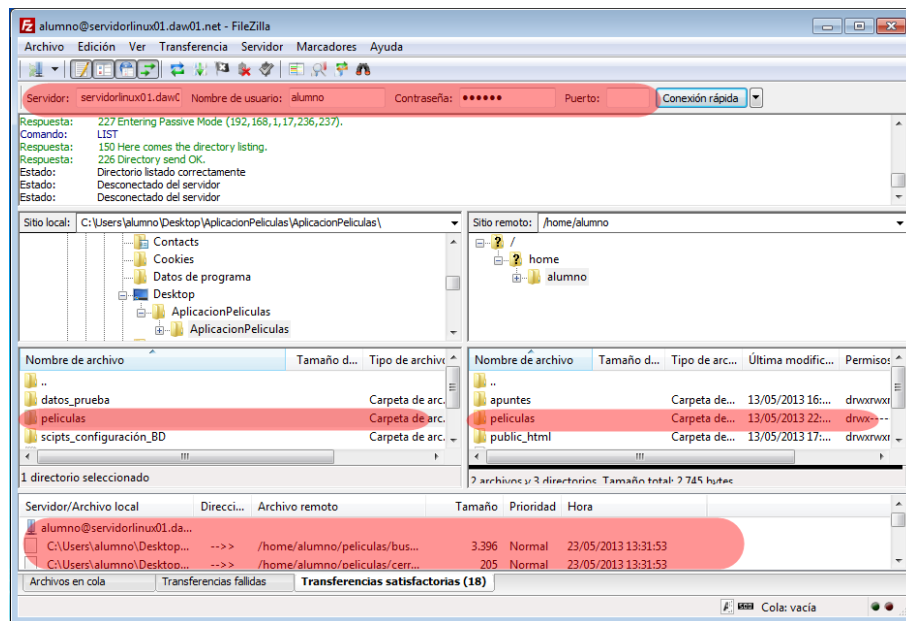 alumno@servidorlinux01.daw01.net - FileZilla
Archivo Edición Ver Transferencia Servidor Marcadores Ayuda
Servidor: servidorlinux01.daw0 Nombre de usuario: alumno Contraseña: •••••• Puerto: Conexión rápida
Respuesta: 227 Entering Passive Mode (192,168,1,17,236,237).
Comando: LIST
Respuesta: 150 Here comes the directory listing.
Respuesta: 226 Directory send OK.
Estado: Directorio listado correctamente
Estado: Desconectado del servidor
Estado: Desconectado del servidor
Sitio local: C:\Users\alumno\Desktop\AplicacionPeliculas\AplicacionPeliculas\
Contacts
Cookies
Datos de programa
Desktop
AplicacionPeliculas
AplicacionPeliculas
Sitio remoto: /home/alumno
/
home
alumno
Nombre de archivo Tamaño d... Tipo de archivo
..
datos_prueba Carpeta de arc.
peliculas Carpeta de arc.
scipts_configuración_BD Carpeta de arc.
1 directorio seleccionado
Nombre de archivo Tamaño d... Tipo de arc... Última modific... Permisos
..
apuntes Carpeta de... 13/05/2013 16:... drwxrwxr
peliculas Carpeta de... 13/05/2013 22:... drwx----
public_html Carpeta de... 13/05/2013 17:... drwxrwxr
2 archivos y 3 directorios. Tamaño total: 2.745 bytes
Servidor/Archivo local Direcci... Archivo remoto Tamaño Prioridad Hora
alumno@servidorlinux01.da...
C:\Users\alumno\Desktop... -->> /home/alumno/peliculas/bus... 3.396 Normal 23/05/2013 13:31:53
C:\Users\alumno\Desktop... -->> /home/alumno/peliculas/cerr... 205 Normal 23/05/2013 13:31:53
Archivos en cola Transferencias fallidas Transferencias satisfactorias (18)
Cola: vacía